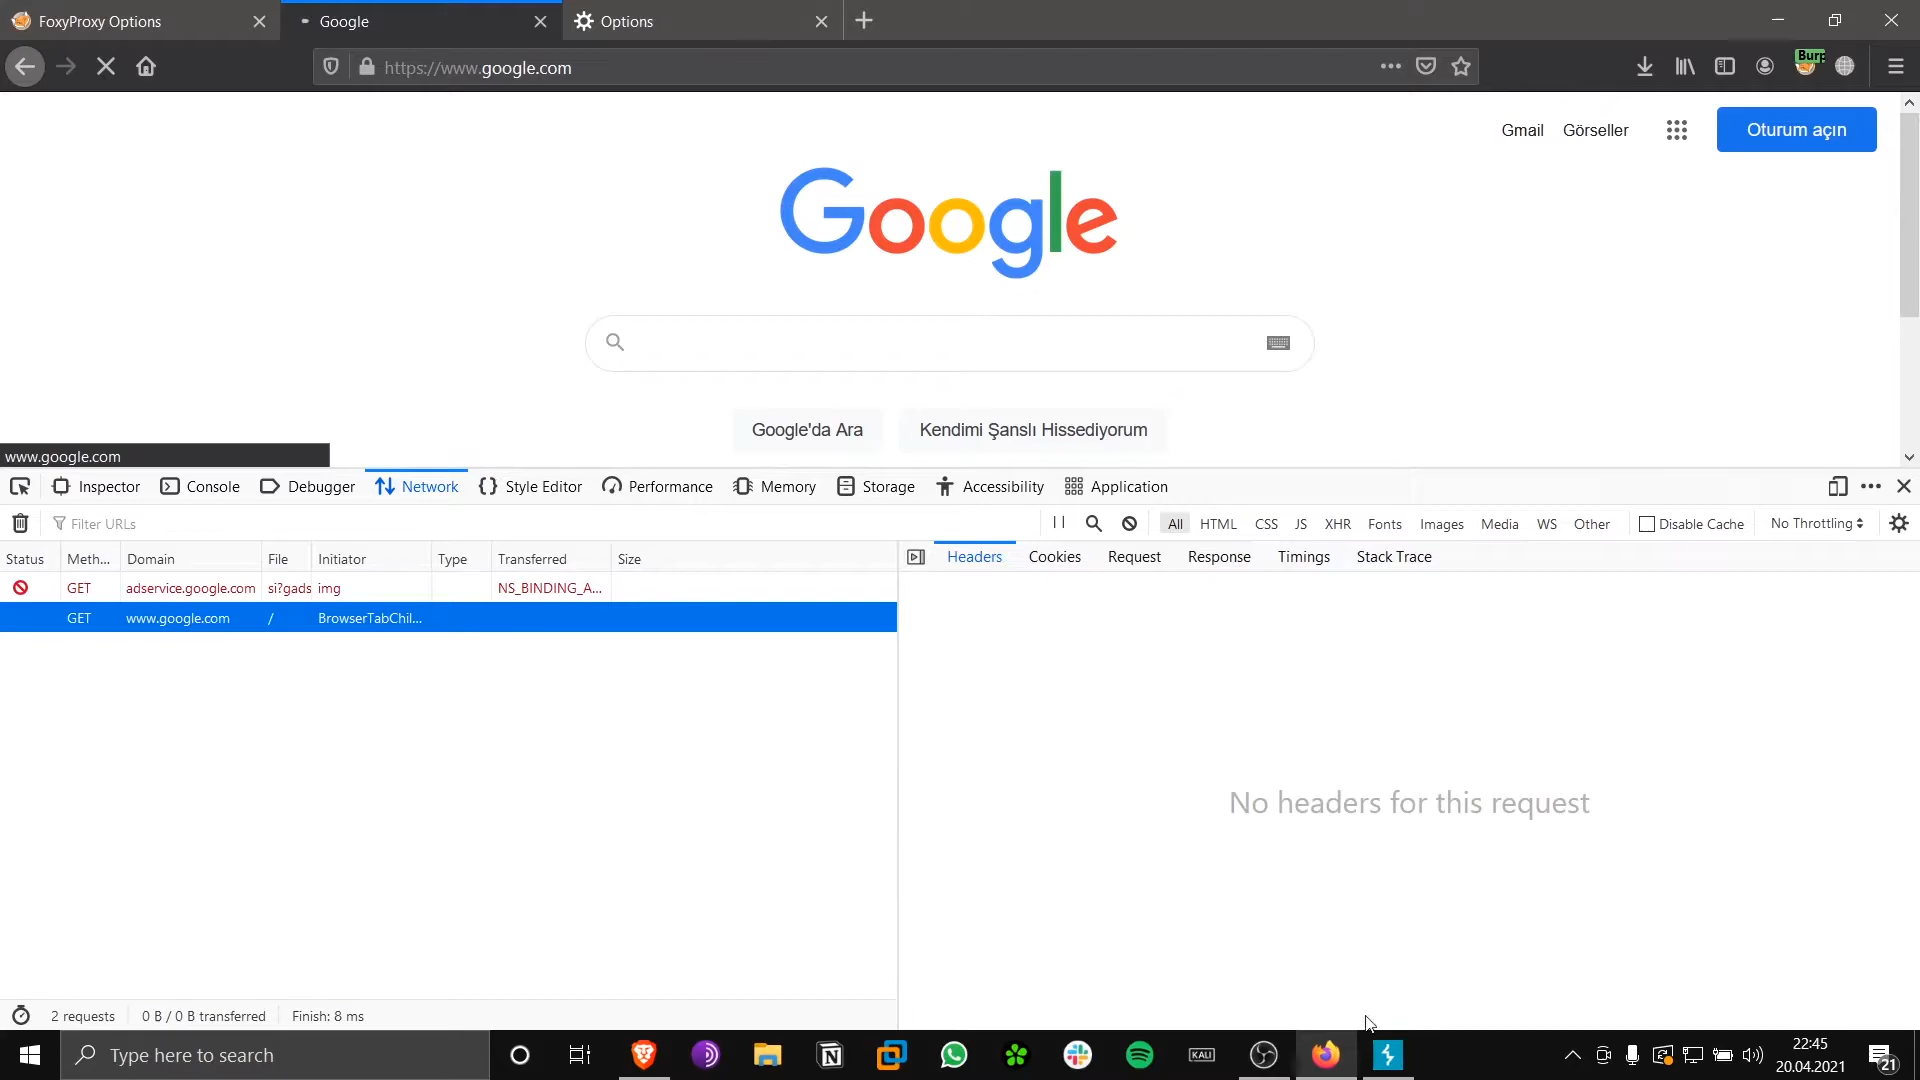 FoxyProxy Options
Google
Options
https://www.google.com
Burp
Gmail
Görseller
Oturum açın
Google
Google'da Ara
Kendimi Şanslı Hissediyorum
www.google.com
Inspector
Console
Debugger
Network
Style Editor
Performance
Memory
Storage
Accessibility
Application
Filter URLs
All
HTML
CSS
JS
XHR
Fonts
Images
Media
WS
Other
Disable Cache
No Throttling
Status
Meth...
Domain
File
Initiator
Type
Transferred
Size
Headers
Cookies
Request
Response
Timings
Stack Trace
GET
adservice.google.com
si?gads
img
NS_BINDING_A...
GET
www.google.com
/
BrowserTabChil...
No headers for this request
2 requests
0 B / 0 B transferred
Finish: 8 ms
Type here to search
KALI
22:45
20.04.2021
21